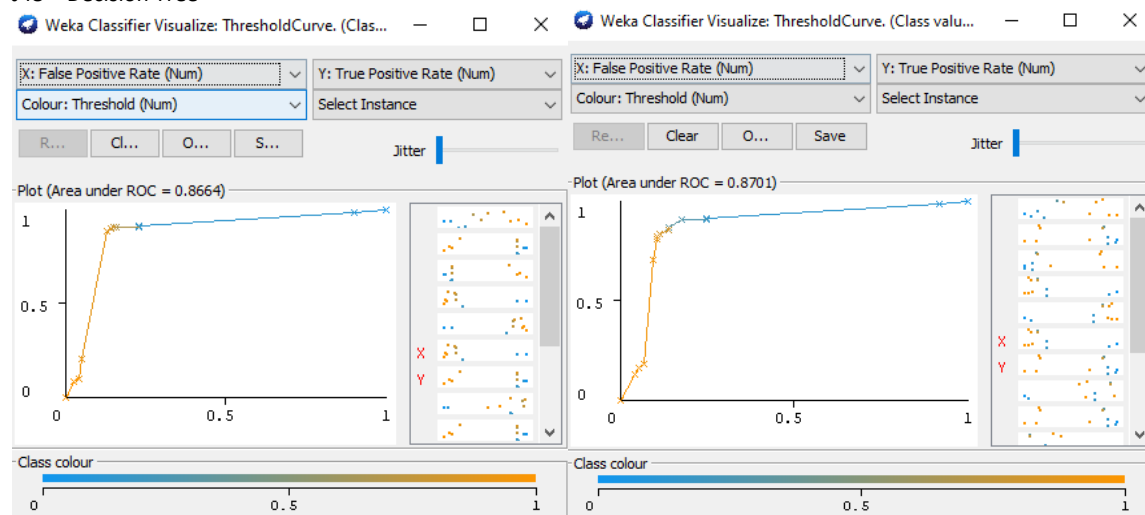 Weka Classifier Visualize: ThresholdCurve. (Clas...
X: False Positive Rate (Num)
Y: True Positive Rate (Num)
Colour: Threshold (Num)
Select Instance
R...
Cl...
O...
S...
Jitter
Plot (Area under ROC = 0.8664)
1
0.5
0
0
0.5
1
X
Y
Class colour
0
0.5
1
Weka Classifier Visualize: ThresholdCurve. (Class valu...
X: False Positive Rate (Num)
Y: True Positive Rate (Num)
Colour: Threshold (Num)
Select Instance
Re...
Clear
O...
Save
Jitter
Plot (Area under ROC = 0.8701)
1
0.5
0
0
0.5
1
X
Y
Class colour
0
0.5
1